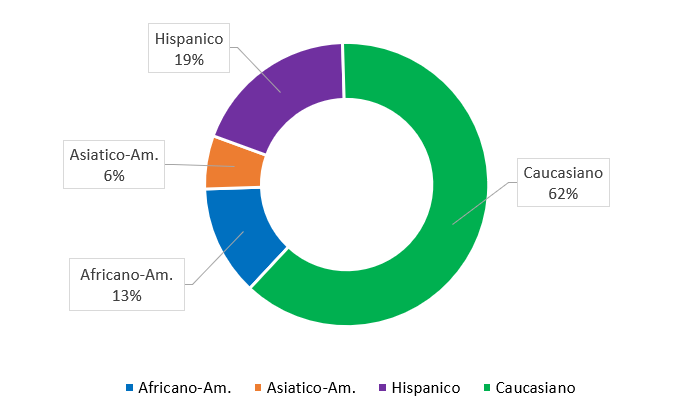 Hispanico
19%
Asiatico-Am.
6%
Caucasiano
62%
Africano-Am.
13%
Africano-Am. Asiatico-Am. Hispanico Caucasiano